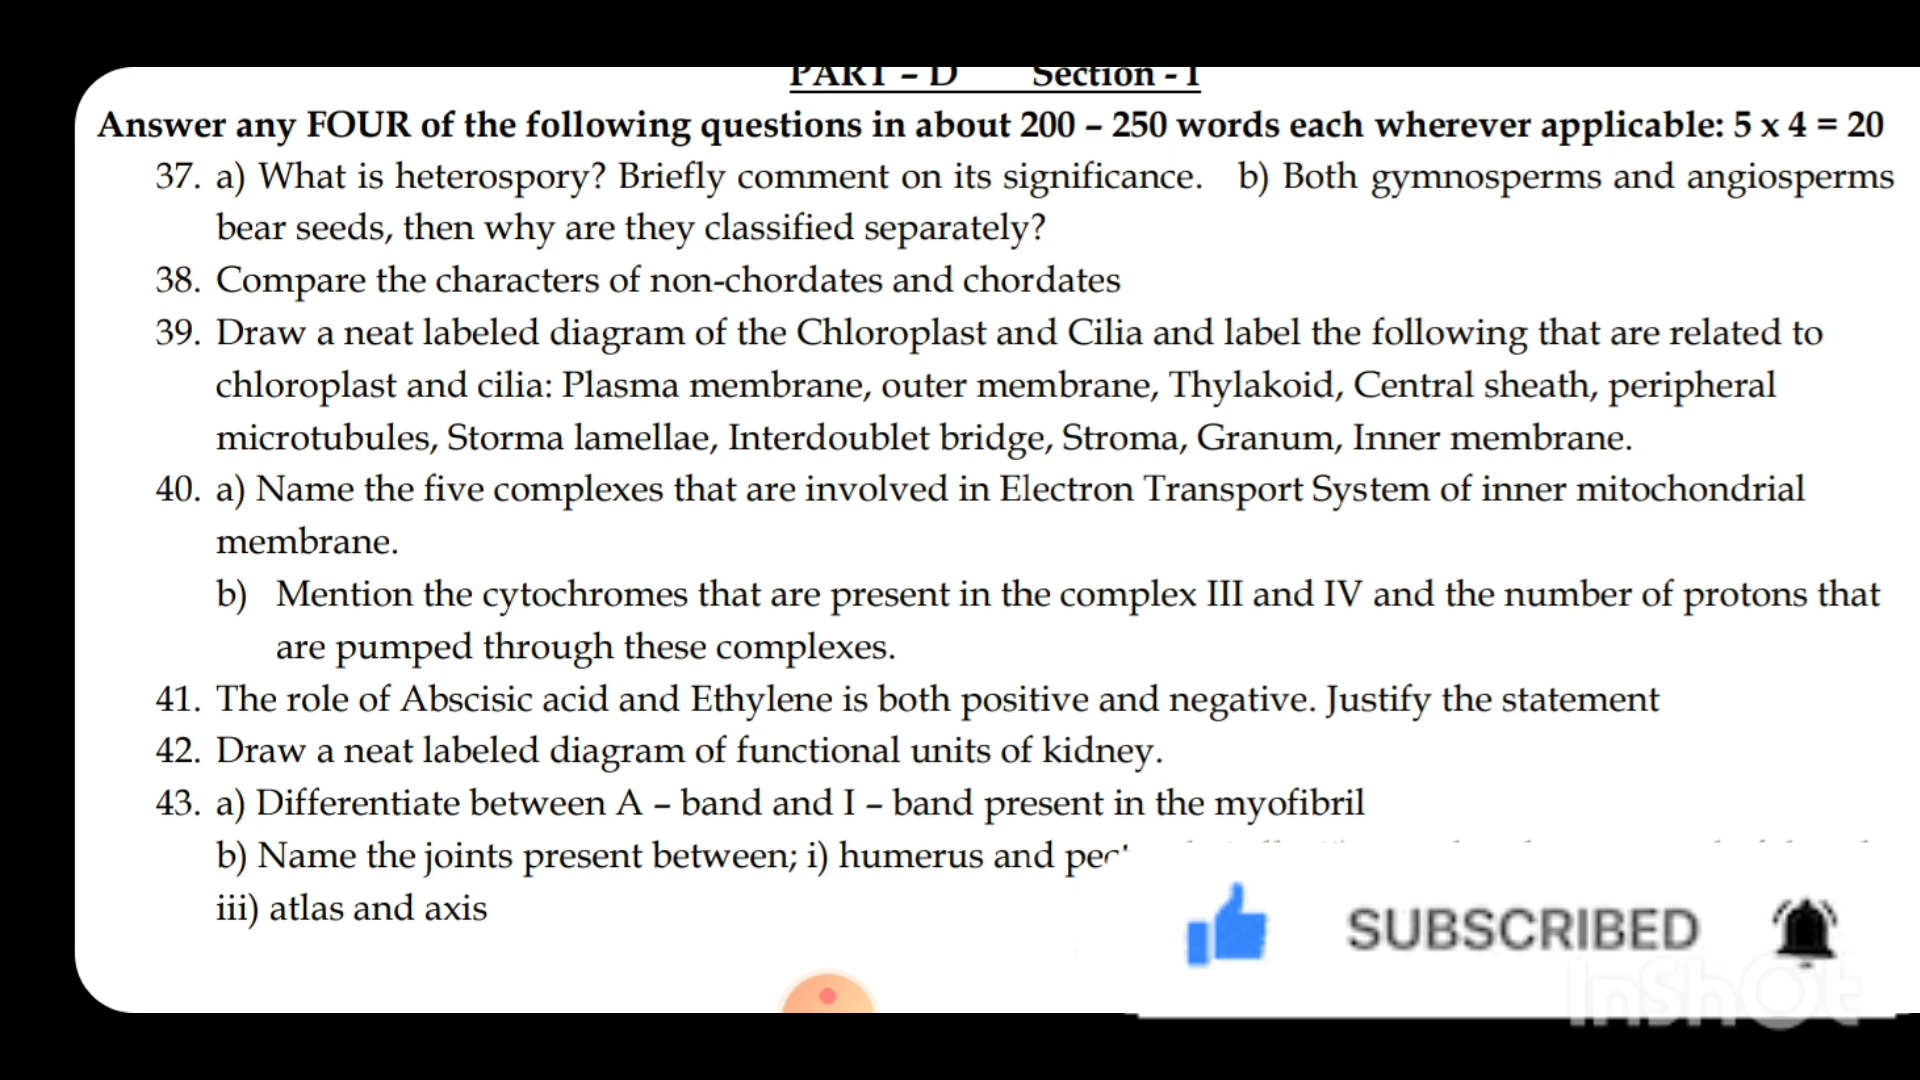 PART – D Section - I
Answer any FOUR of the following questions in about 200 – 250 words each wherever applicable: 5 x 4 = 20
37. a) What is heterospory? Briefly comment on its significance. b) Both gymnosperms and angiosperms
bear seeds, then why are they classified separately?
38. Compare the characters of non-chordates and chordates
39. Draw a neat labeled diagram of the Chloroplast and Cilia and label the following that are related to
chloroplast and cilia: Plasma membrane, outer membrane, Thylakoid, Central sheath, peripheral
microtubules, Storma lamellae, Interdoublet bridge, Stroma, Granum, Inner membrane.
40. a) Name the five complexes that are involved in Electron Transport System of inner mitochondrial
membrane.
b) Mention the cytochromes that are present in the complex III and IV and the number of protons that
are pumped through these complexes.
41. The role of Abscisic acid and Ethylene is both positive and negative. Justify the statement
42. Draw a neat labeled diagram of functional units of kidney.
43. a) Differentiate between A – band and I – band present in the myofibril
b) Name the joints present between; i) humerus and
iii) atlas and axis
SUBSCRIBED
InShot